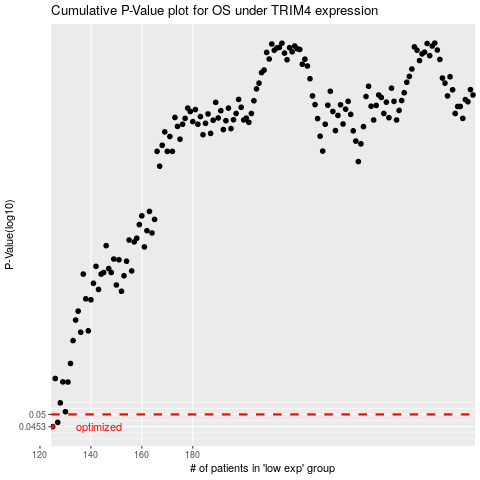 Cumulative P-Value plot for OS under TRIM4 expression
P-Value(log10)
0.05
0.0453
optimized
120 140 160 180
# of patients in 'low exp' group